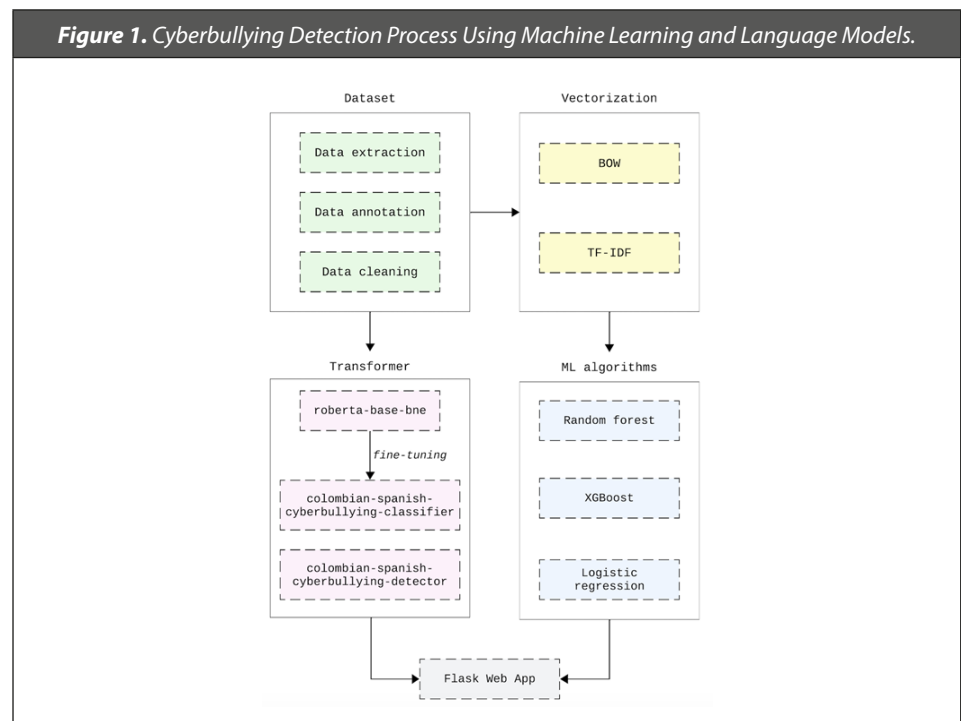 Figure 1. Cyberbullying Detection Process Using Machine Learning and Language Models.
Dataset
Data extraction
Data annotation
Data cleaning
Vectorization
BOW
TF-IDF
Transformer
roberta-base-bne
fine-tuning
colombian-spanish-
cyberbullying-classifier
colombian-spanish-
cyberbullying-detector
ML algorithms
Random forest
XGBoost
Logistic
regression
Flask Web App